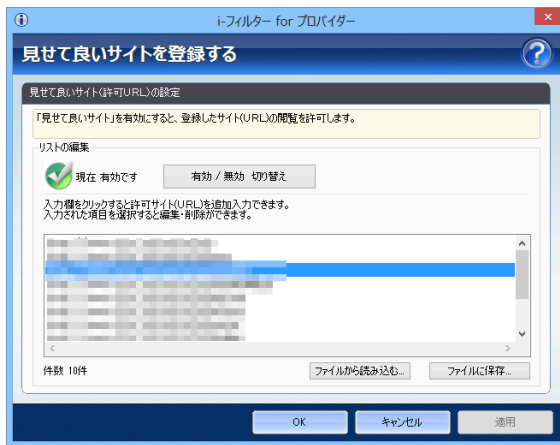 i-フィルター for プロバイダー
見せて良いサイトを登録する
見せて良いサイト(許可URL)の設定
「見せて良いサイト」を有効にすると、登録したサイト(URL)の閲覧を許可します。
リストの編集
現在 有効です
有効 / 無効 切り替え
入力欄をクリックすると許可サイト(URL)を追加入力できます。
入力された項目を選択すると編集・削除ができます。
件数 10件
ファイルから読み込む...
ファイルに保存...
OK
キャンセル
適用